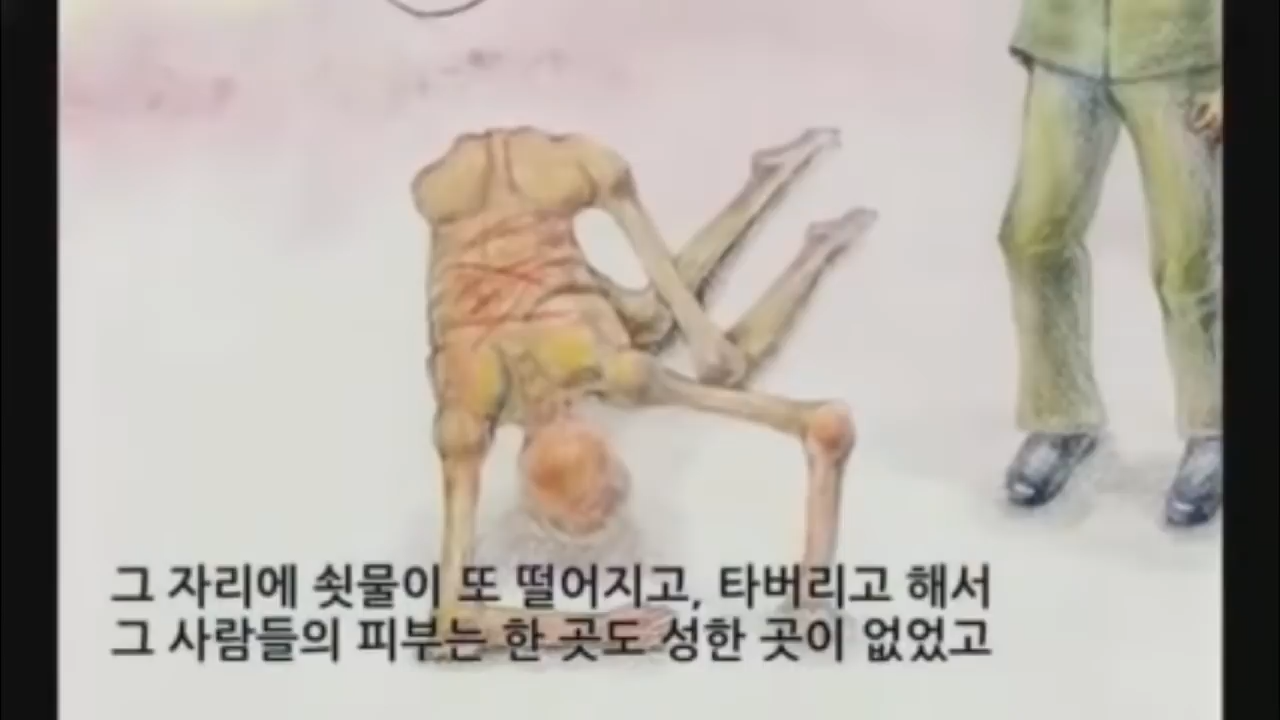 그 자리에 쇳물이 또 떨어지고, 타버리고 해서
그 사람들의 피부는 한 곳도 성한 곳이 없었고